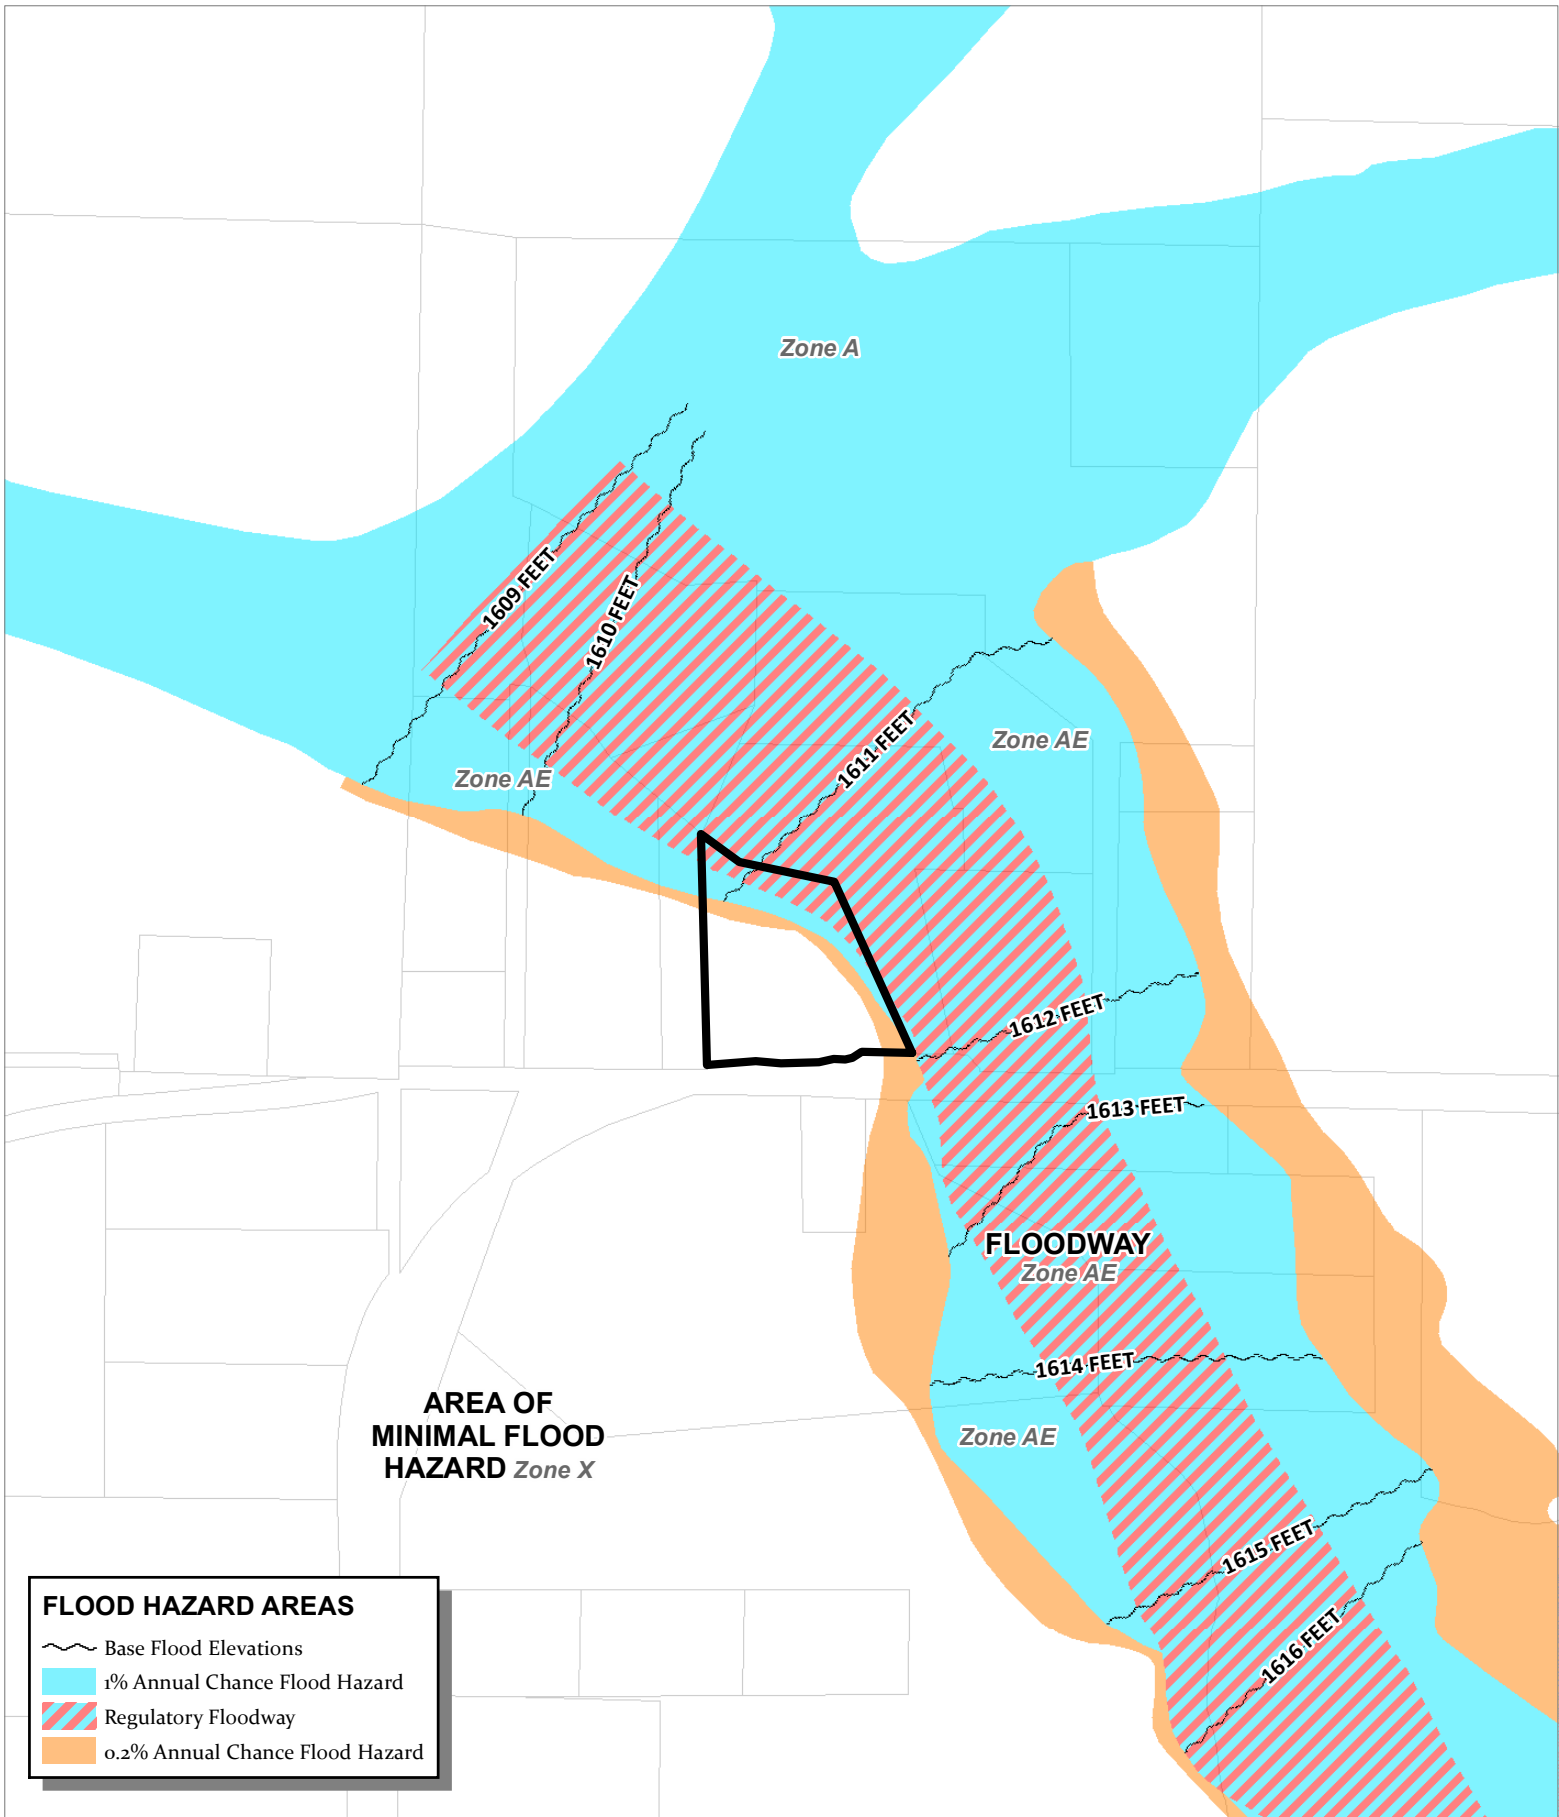 Zone A
1609 FEET
1610 FEET
1611 FEET
Zone AE
Zone AE
1612 FEET
1613 FEET
FLOODWAY
Zone AE
1614 FEET
AREA OF
MINIMAL FLOOD
HAZARD Zone X
Zone AE
1615 FEET
1616 FEET
FLOOD HAZARD AREAS
Base Flood Elevations
1% Annual Chance Flood Hazard
Regulatory Floodway
0.2% Annual Chance Flood Hazard